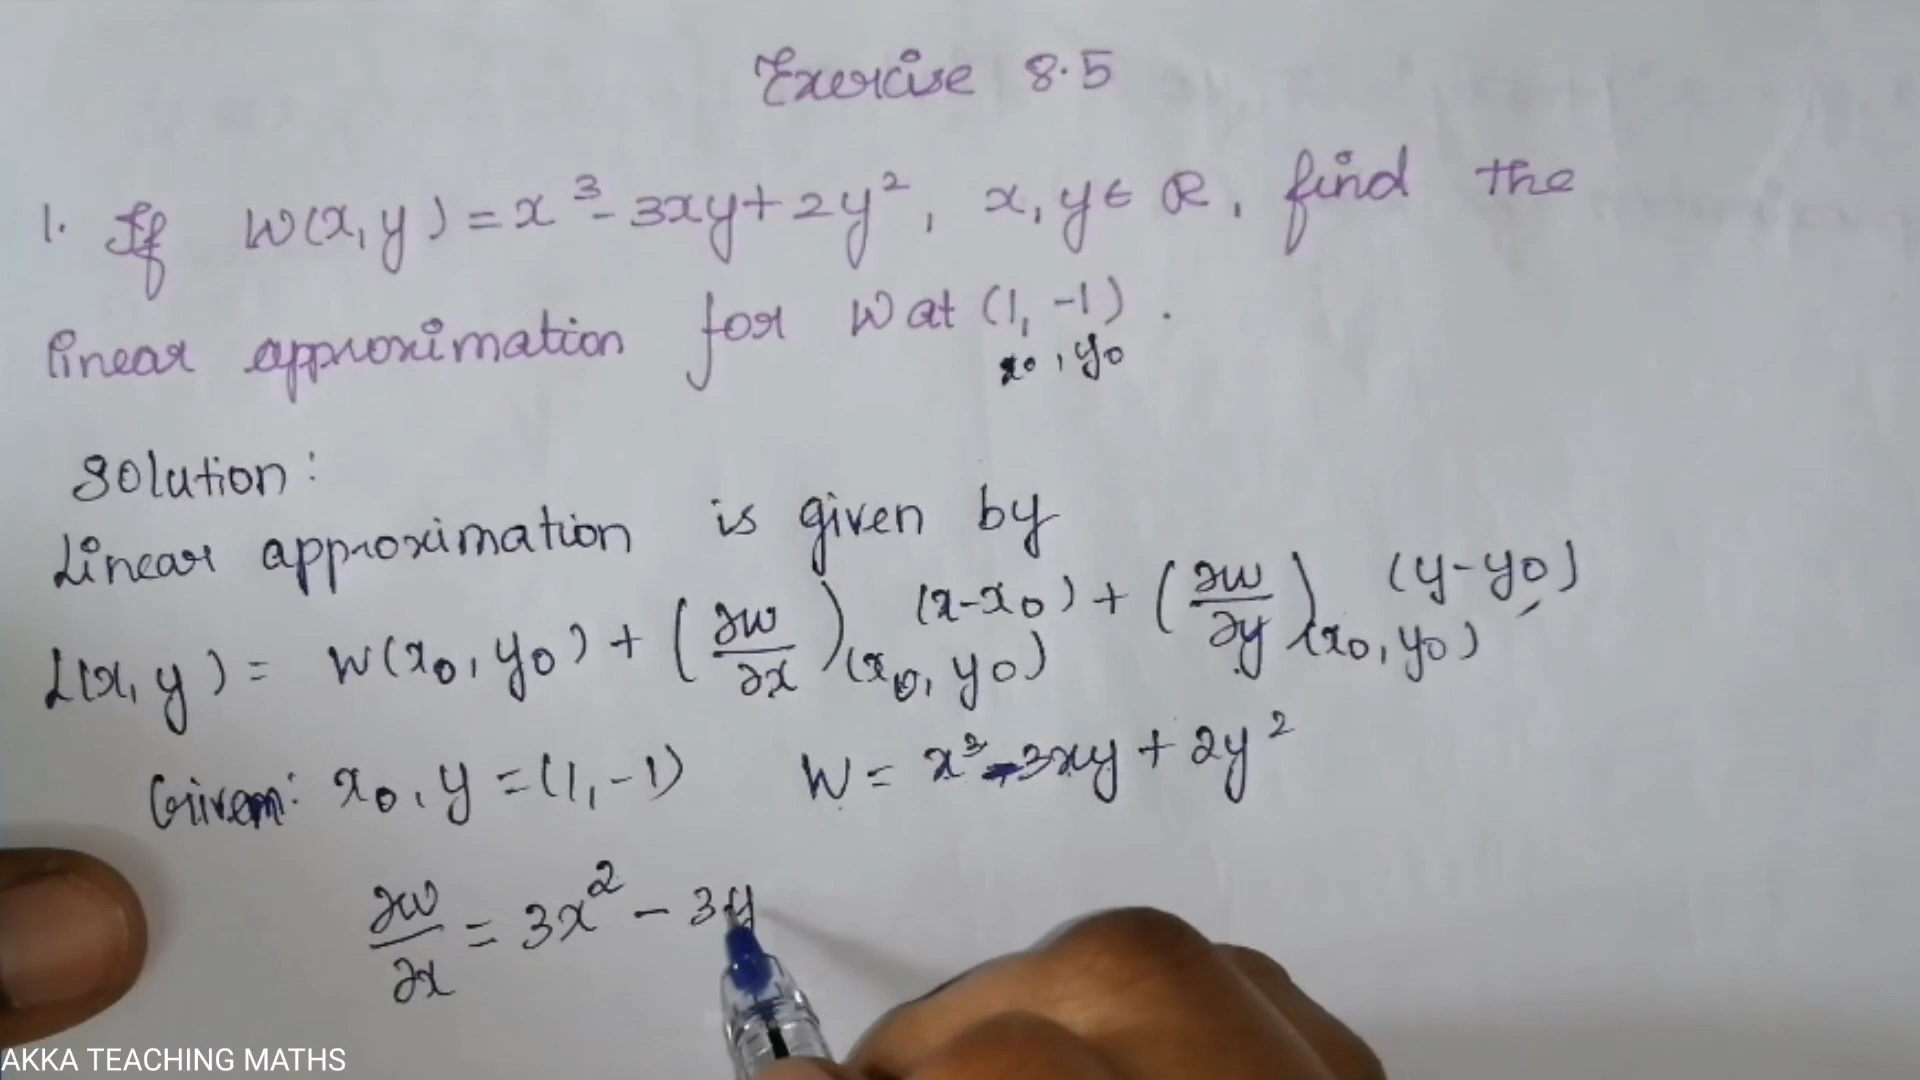 Exercise 8.5
1. If W(x, y) = x³ - 3xy + 2y², x, y ∈ R, find the
linear approximation for W at (1, -1).
x₀, y₀
Solution:
Linear approximation is given by
L(x, y) = W(x₀, y₀) + (∂w/∂x)(x₀, y₀) (x-x₀) + (∂w/∂y)(x₀, y₀) (y-y₀)
Given: x₀, y = (1, -1) W = x³ - 3xy + 2y²
∂w/∂x = 3x² - 3y
AKKA TEACHING MATHS